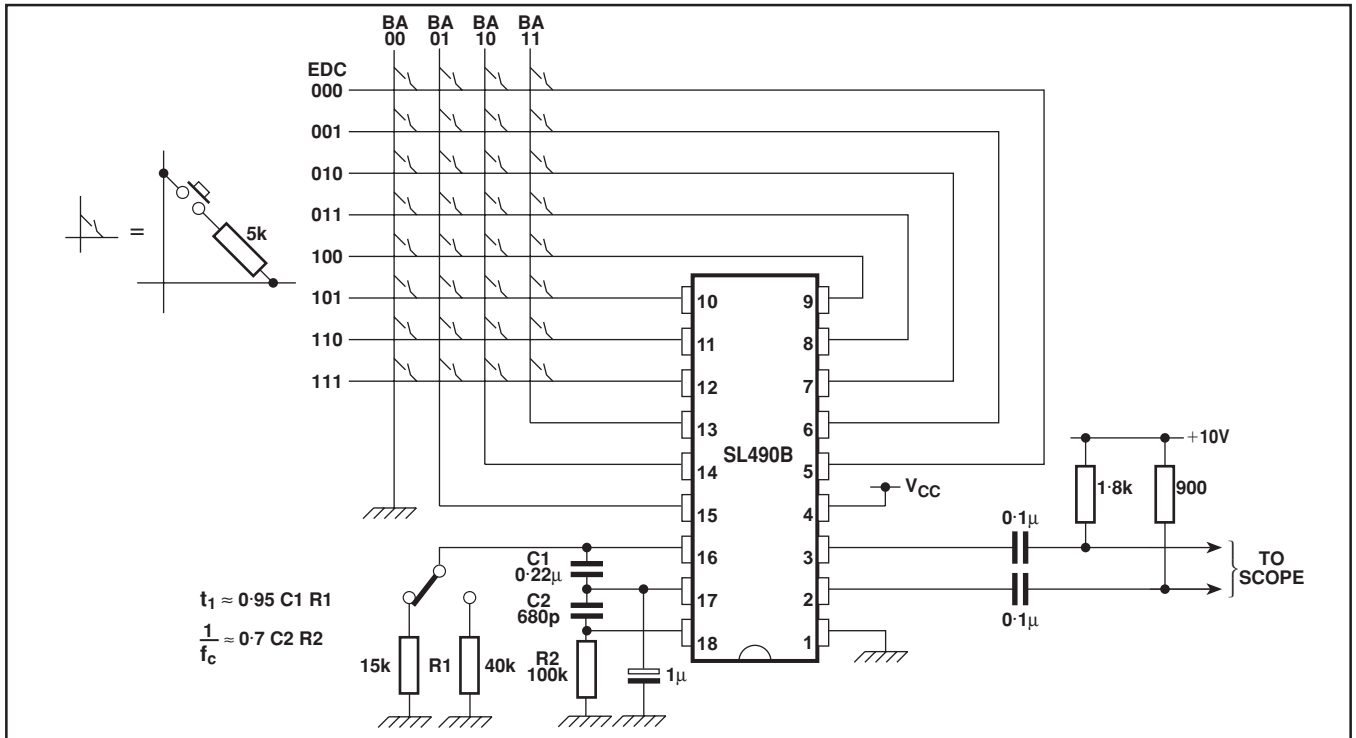 BA BA BA BA
00 01 10 11
EDC
000
001
010
011
100
101
110
111
= 5k
10 9
11 8
12 7
13 6
SL490B
14 5
15 4
16 3
17 2
18 1
VCC
+10V
1·8k 900
0·1µ
0·1µ
TO
SCOPE
C1
0·22µ
C2
680p
t1 ≈ 0·95 C1 R1
1/fc ≈ 0·7 C2 R2
15k R1 40k
R2
100k
1µ